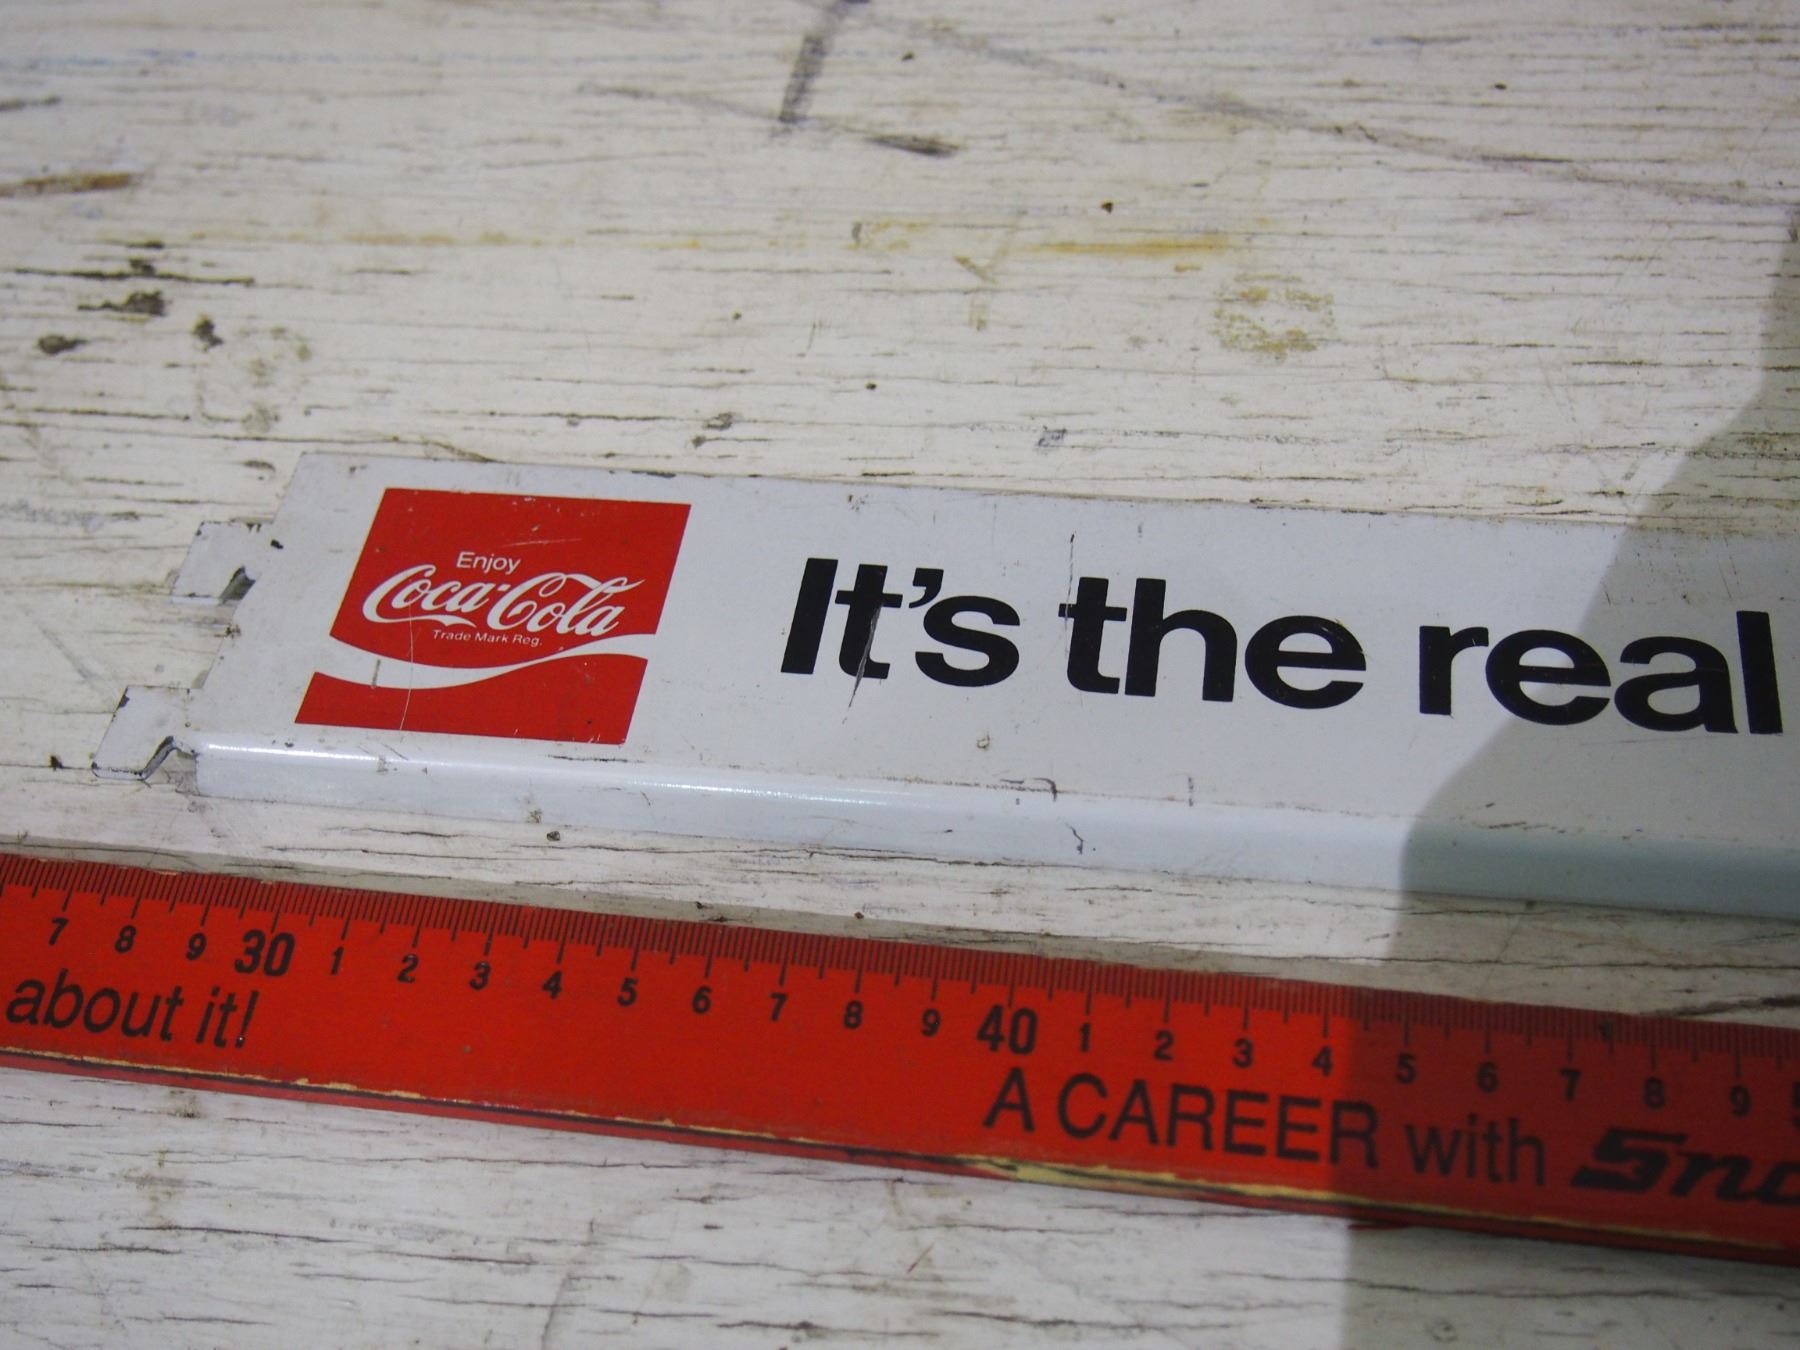 Enjoy
Coca-Cola
Trade Mark Reg.
It's the real
7 8 9 30 1 2 3 4 5 6 7 8 9 40 1 2 3 4 5 6 7 8 9
about it!
A CAREER with